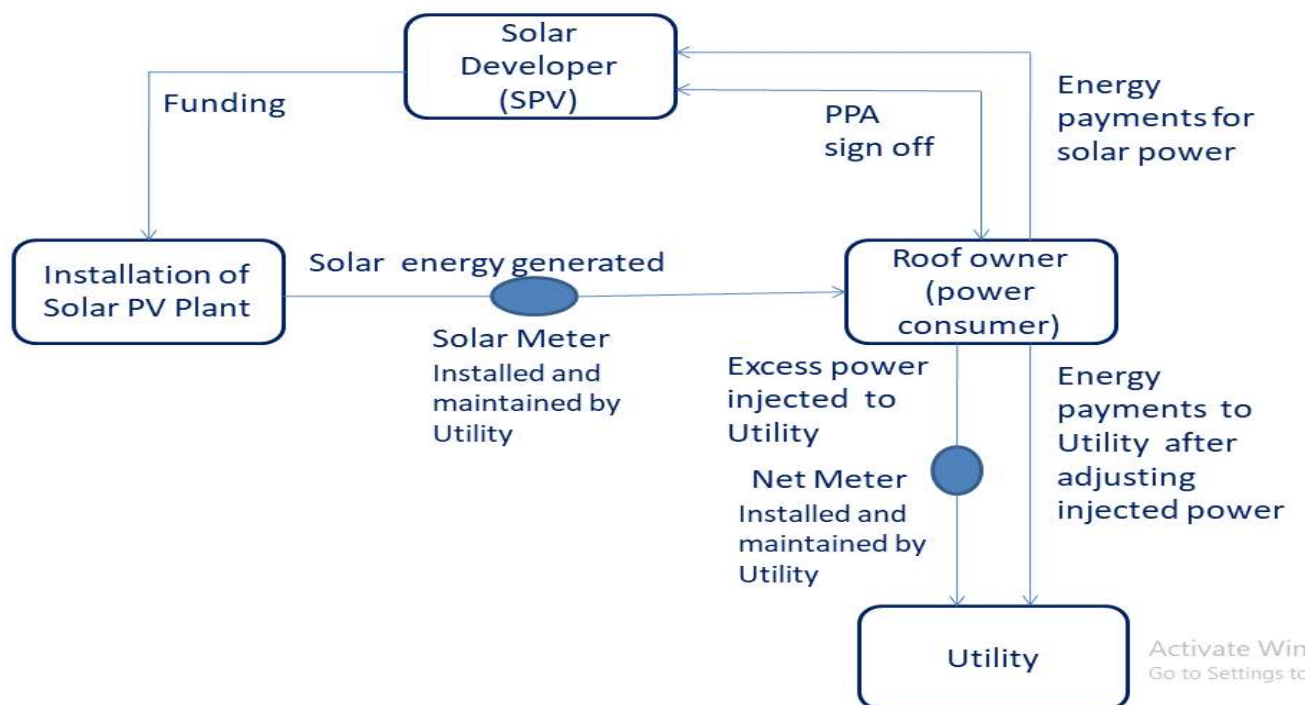 Solar
Developer
(SPV)
Funding
PPA
sign off
Energy
payments for
solar power
Installation of
Solar PV Plant
Solar energy generated
Roof owner
(power
consumer)
Solar Meter
Installed and
maintained by
Utility
Excess power
injected to
Utility
Energy
payments to
Utility after
adjusting
injected power
Net Meter
Installed and
maintained by
Utility
Utility
Activate Win
Go to Settings to